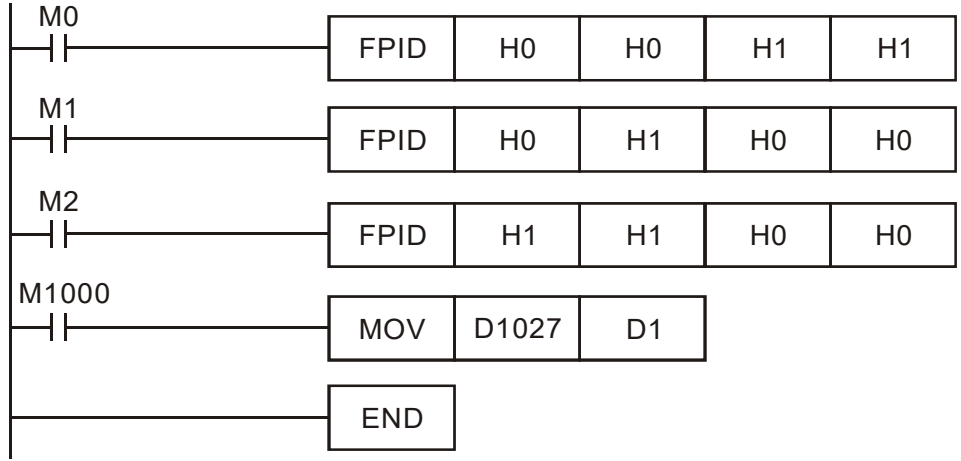 M0
FPID H0 H0 H1 H1
M1
FPID H0 H1 H0 H0
M2
FPID H1 H1 H0 H0
M1000
MOV D1027 D1
END